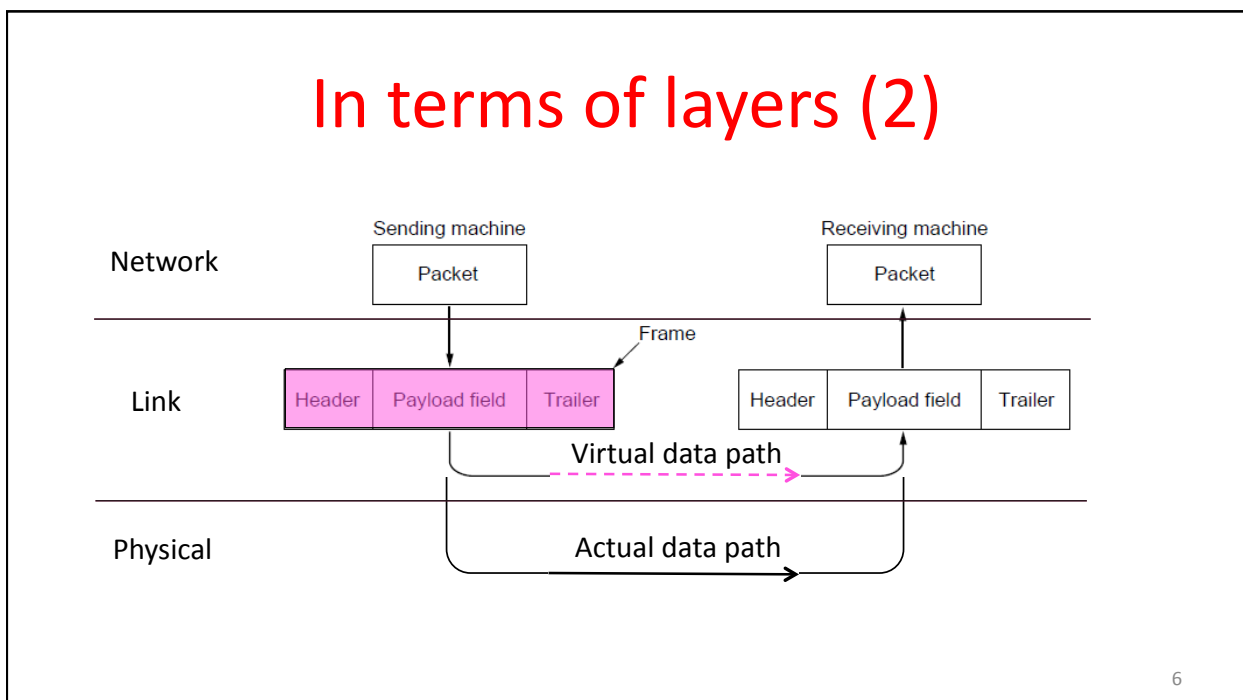 In terms of layers (2)
Sending machine
Receiving machine
Network
Packet
Packet
Frame
Link
Header
Payload field
Trailer
Header
Payload field
Trailer
Virtual data path
Physical
Actual data path
6